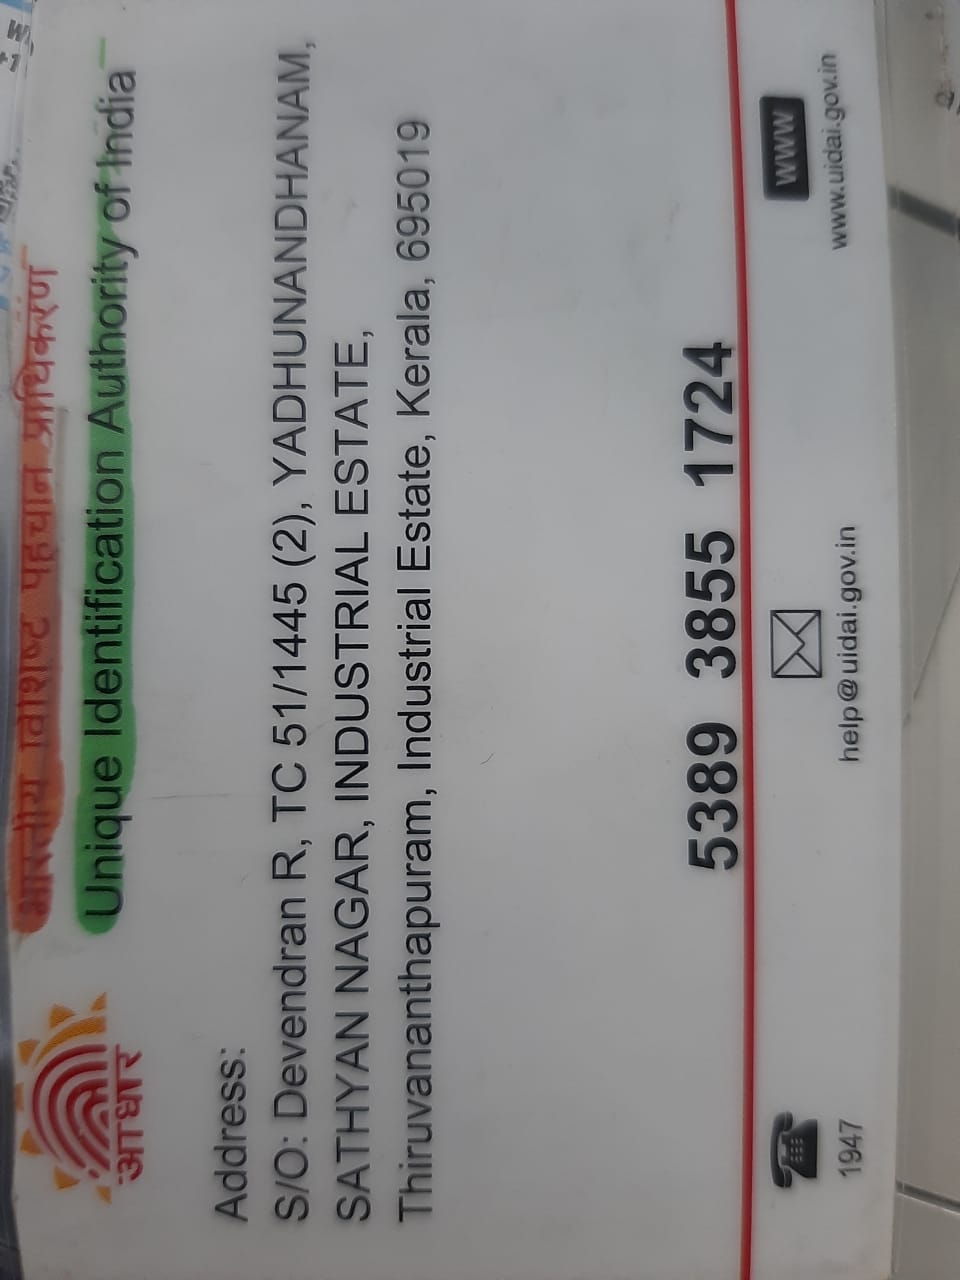 भारतीय विशिष्ट पहचान प्राधिकरण
Unique Identification Authority of India
आधार
Address:
S/O: Devendran R, TC 51/1445 (2), YADHUNANDHANAM,
SATHYAN NAGAR, INDUSTRIAL ESTATE,
Thiruvananthapuram, Industrial Estate, Kerala, 695019
5389 3855 1724
WWW
1947
help@uidai.gov.in
www.uidai.gov.in